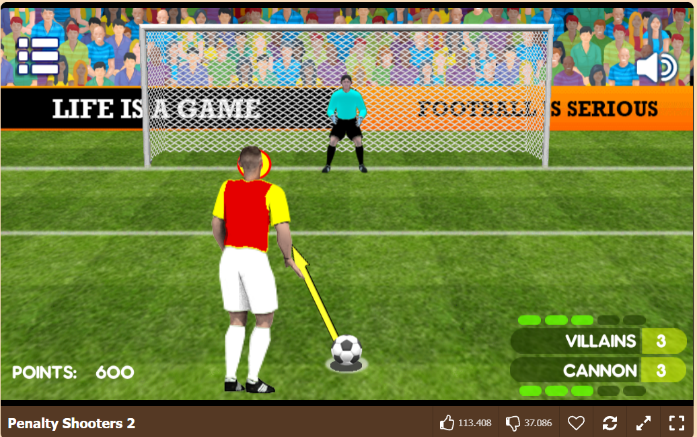 LIFE IS A GAME
FOOTBALL IS SERIOUS
VILLAINS 3
POINTS: 600
CANNON 3
Penalty Shooters 2
113.408
37.086